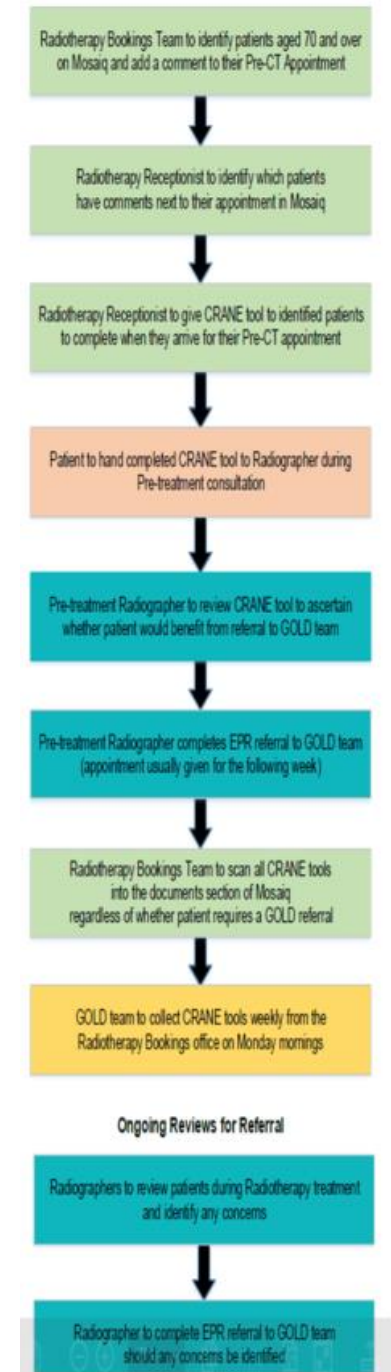 Radiotherapy Bookings Team to identify patients aged 70 and over
on Mosaiq and add a comment to their Pre-CT Appointment
Radiotherapy Receptionist to identify which patients
have comments next to their appointment in Mosaiq
Radiotherapy Receptionist to give CRANE tool to identified patients
to complete when they arrive for their Pre-CT appointment
Patient to hand completed CRANE tool to Radiographer during
Pre-treatment consultation
Pre-treatment Radiographer to review CRANE tool to ascertain
whether patient would benefit from referral to GOLD team
Pre-treatment Radiographer completes EPR referral to GOLD team
(appointment usually given for the following week)
Radiotherapy Bookings Team to scan all CRANE tools
into the documents section of Mosaiq
regardless of whether patient requires a GOLD referral
GOLD team to collect CRANE tools weekly from the
Radiotherapy Bookings office on Monday mornings
Ongoing Reviews for Referral
Radiographers to review patients during Radiotherapy treatment
and identify any concerns
Radiographer to complete EPR referral to GOLD team
should any concerns be identified